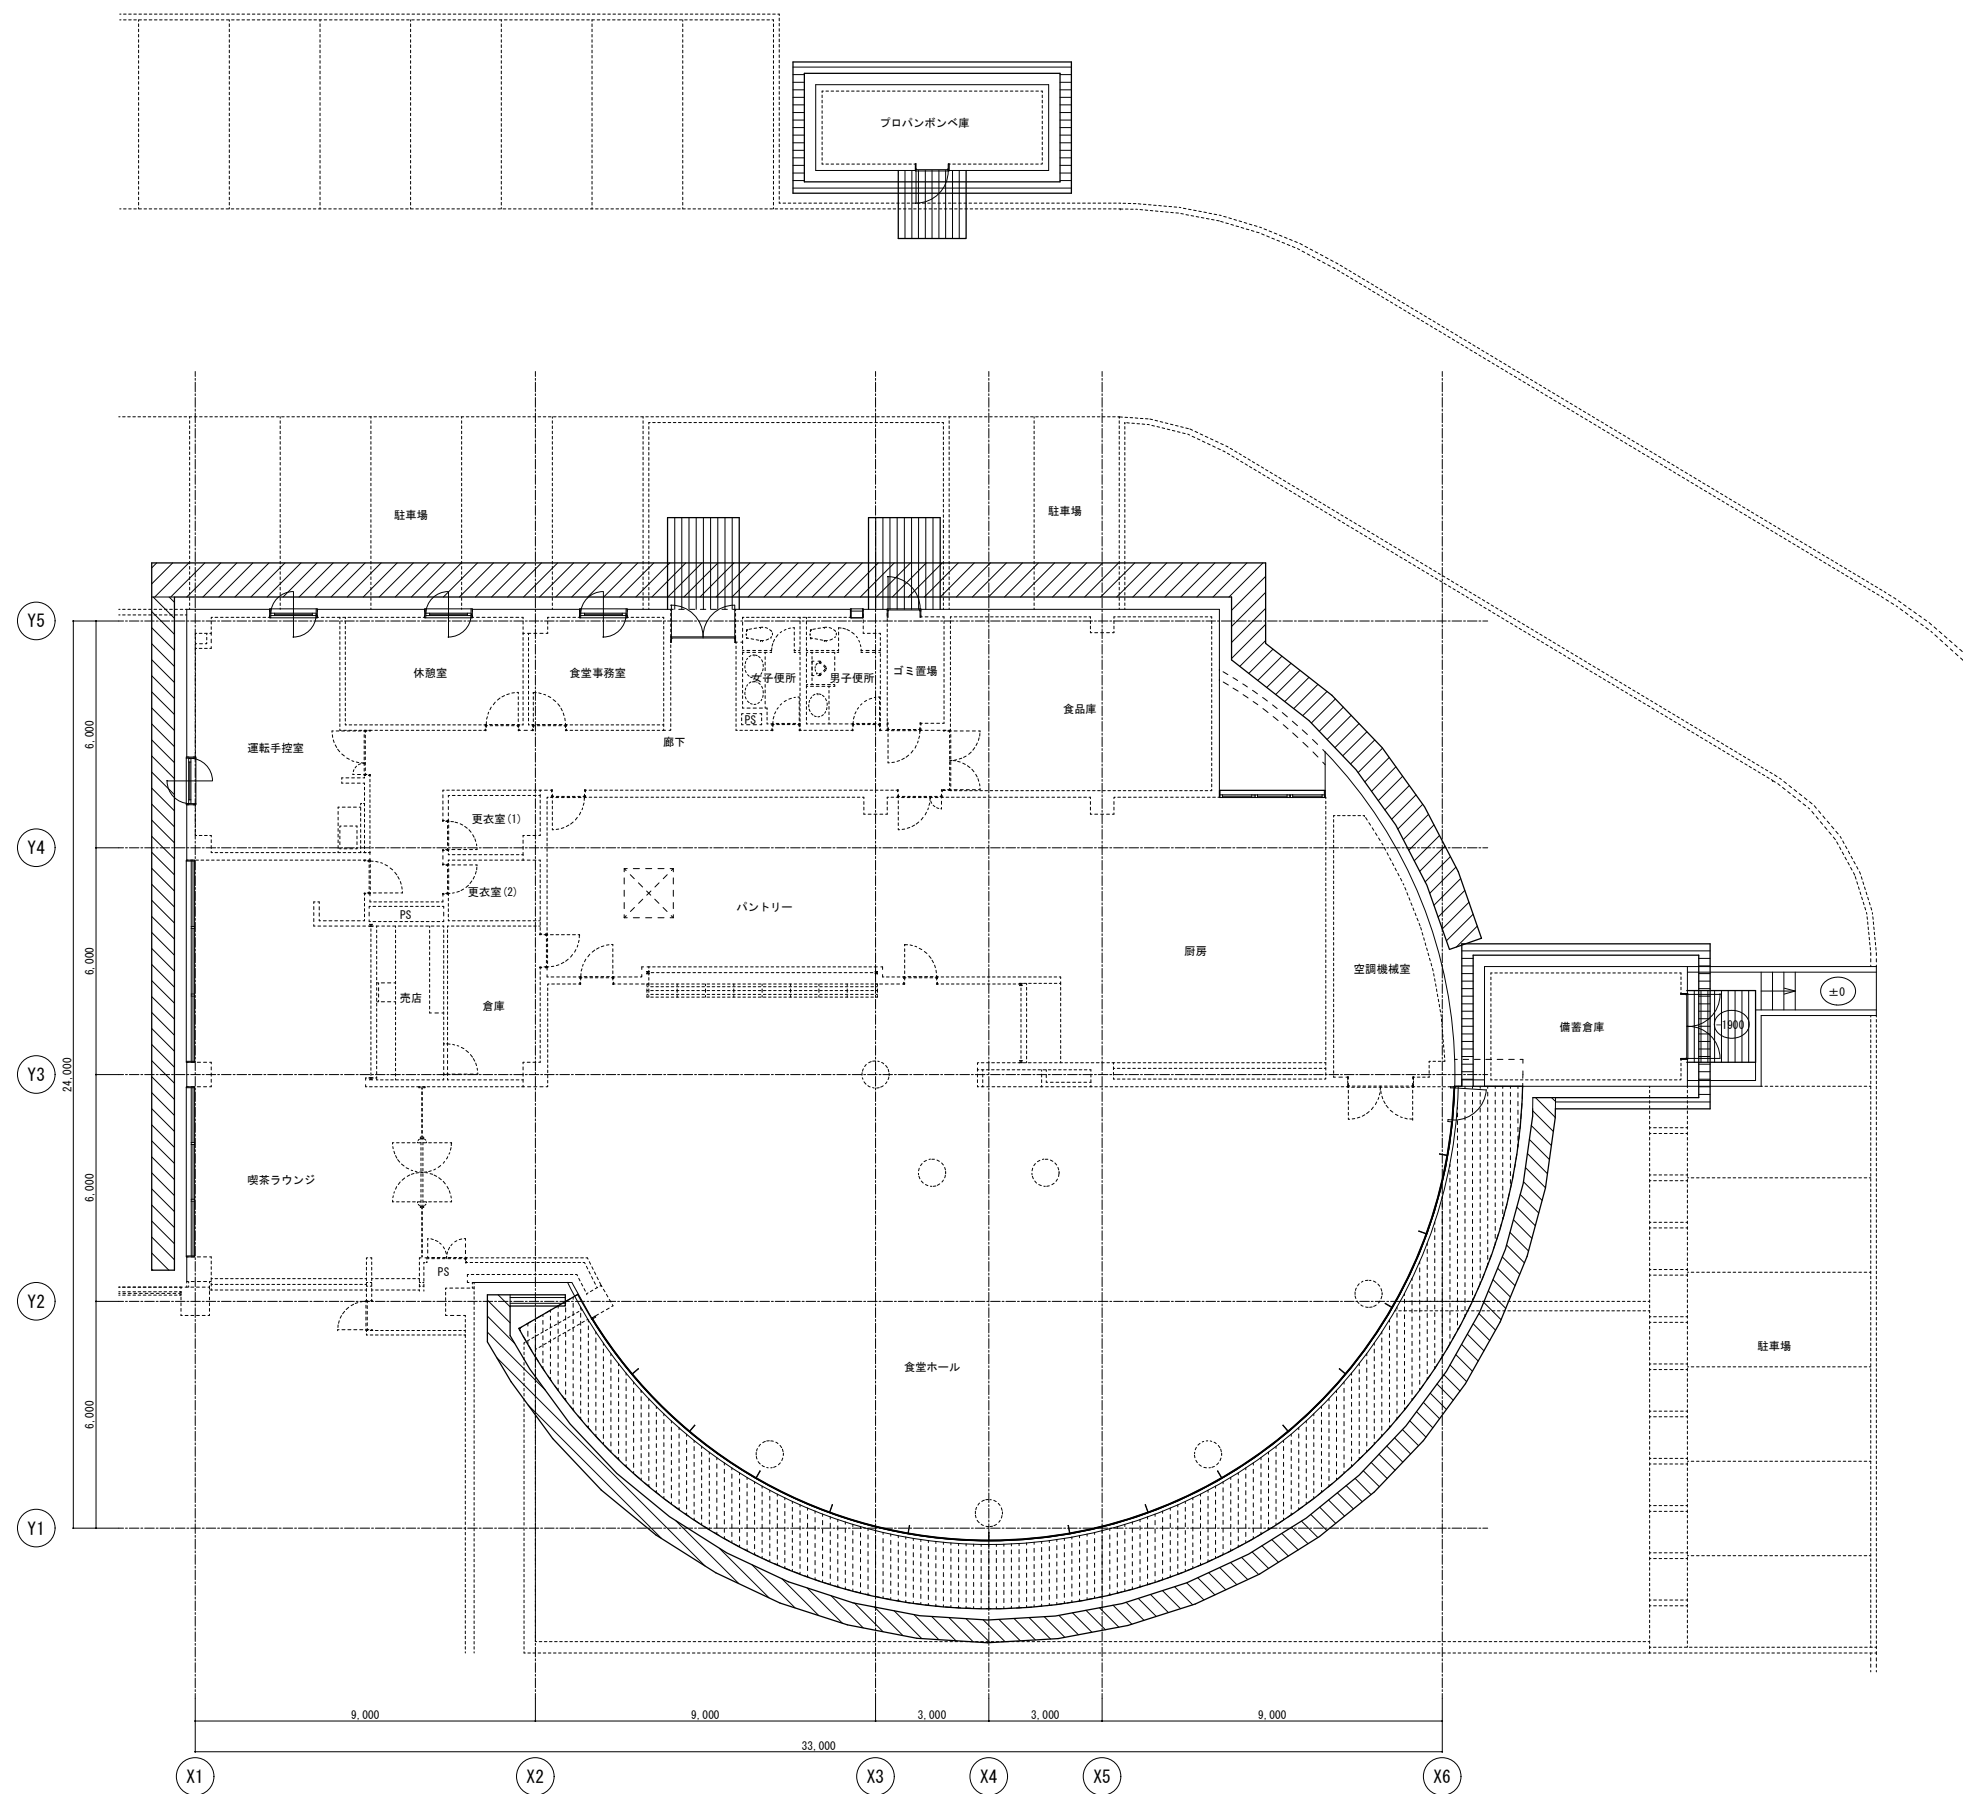 プロパンボンベ庫
駐車場
駐車場
Y5
休憩室
食堂事務室
女子便所
男子便所
ゴミ置場
PS
食品庫
6,000
運転手控室
廊下
更衣室(1)
Y4
更衣室(2)
PS
パントリー
厨房
6,000
空調機械室
売店
倉庫
±0
備蓄倉庫
-1900
Y3
24,000
6,000
喫茶ラウンジ
PS
Y2
駐車場
食堂ホール
6,000
Y1
9,000
9,000
3,000
3,000
9,000
33,000
X1
X2
X3
X4
X5
X6